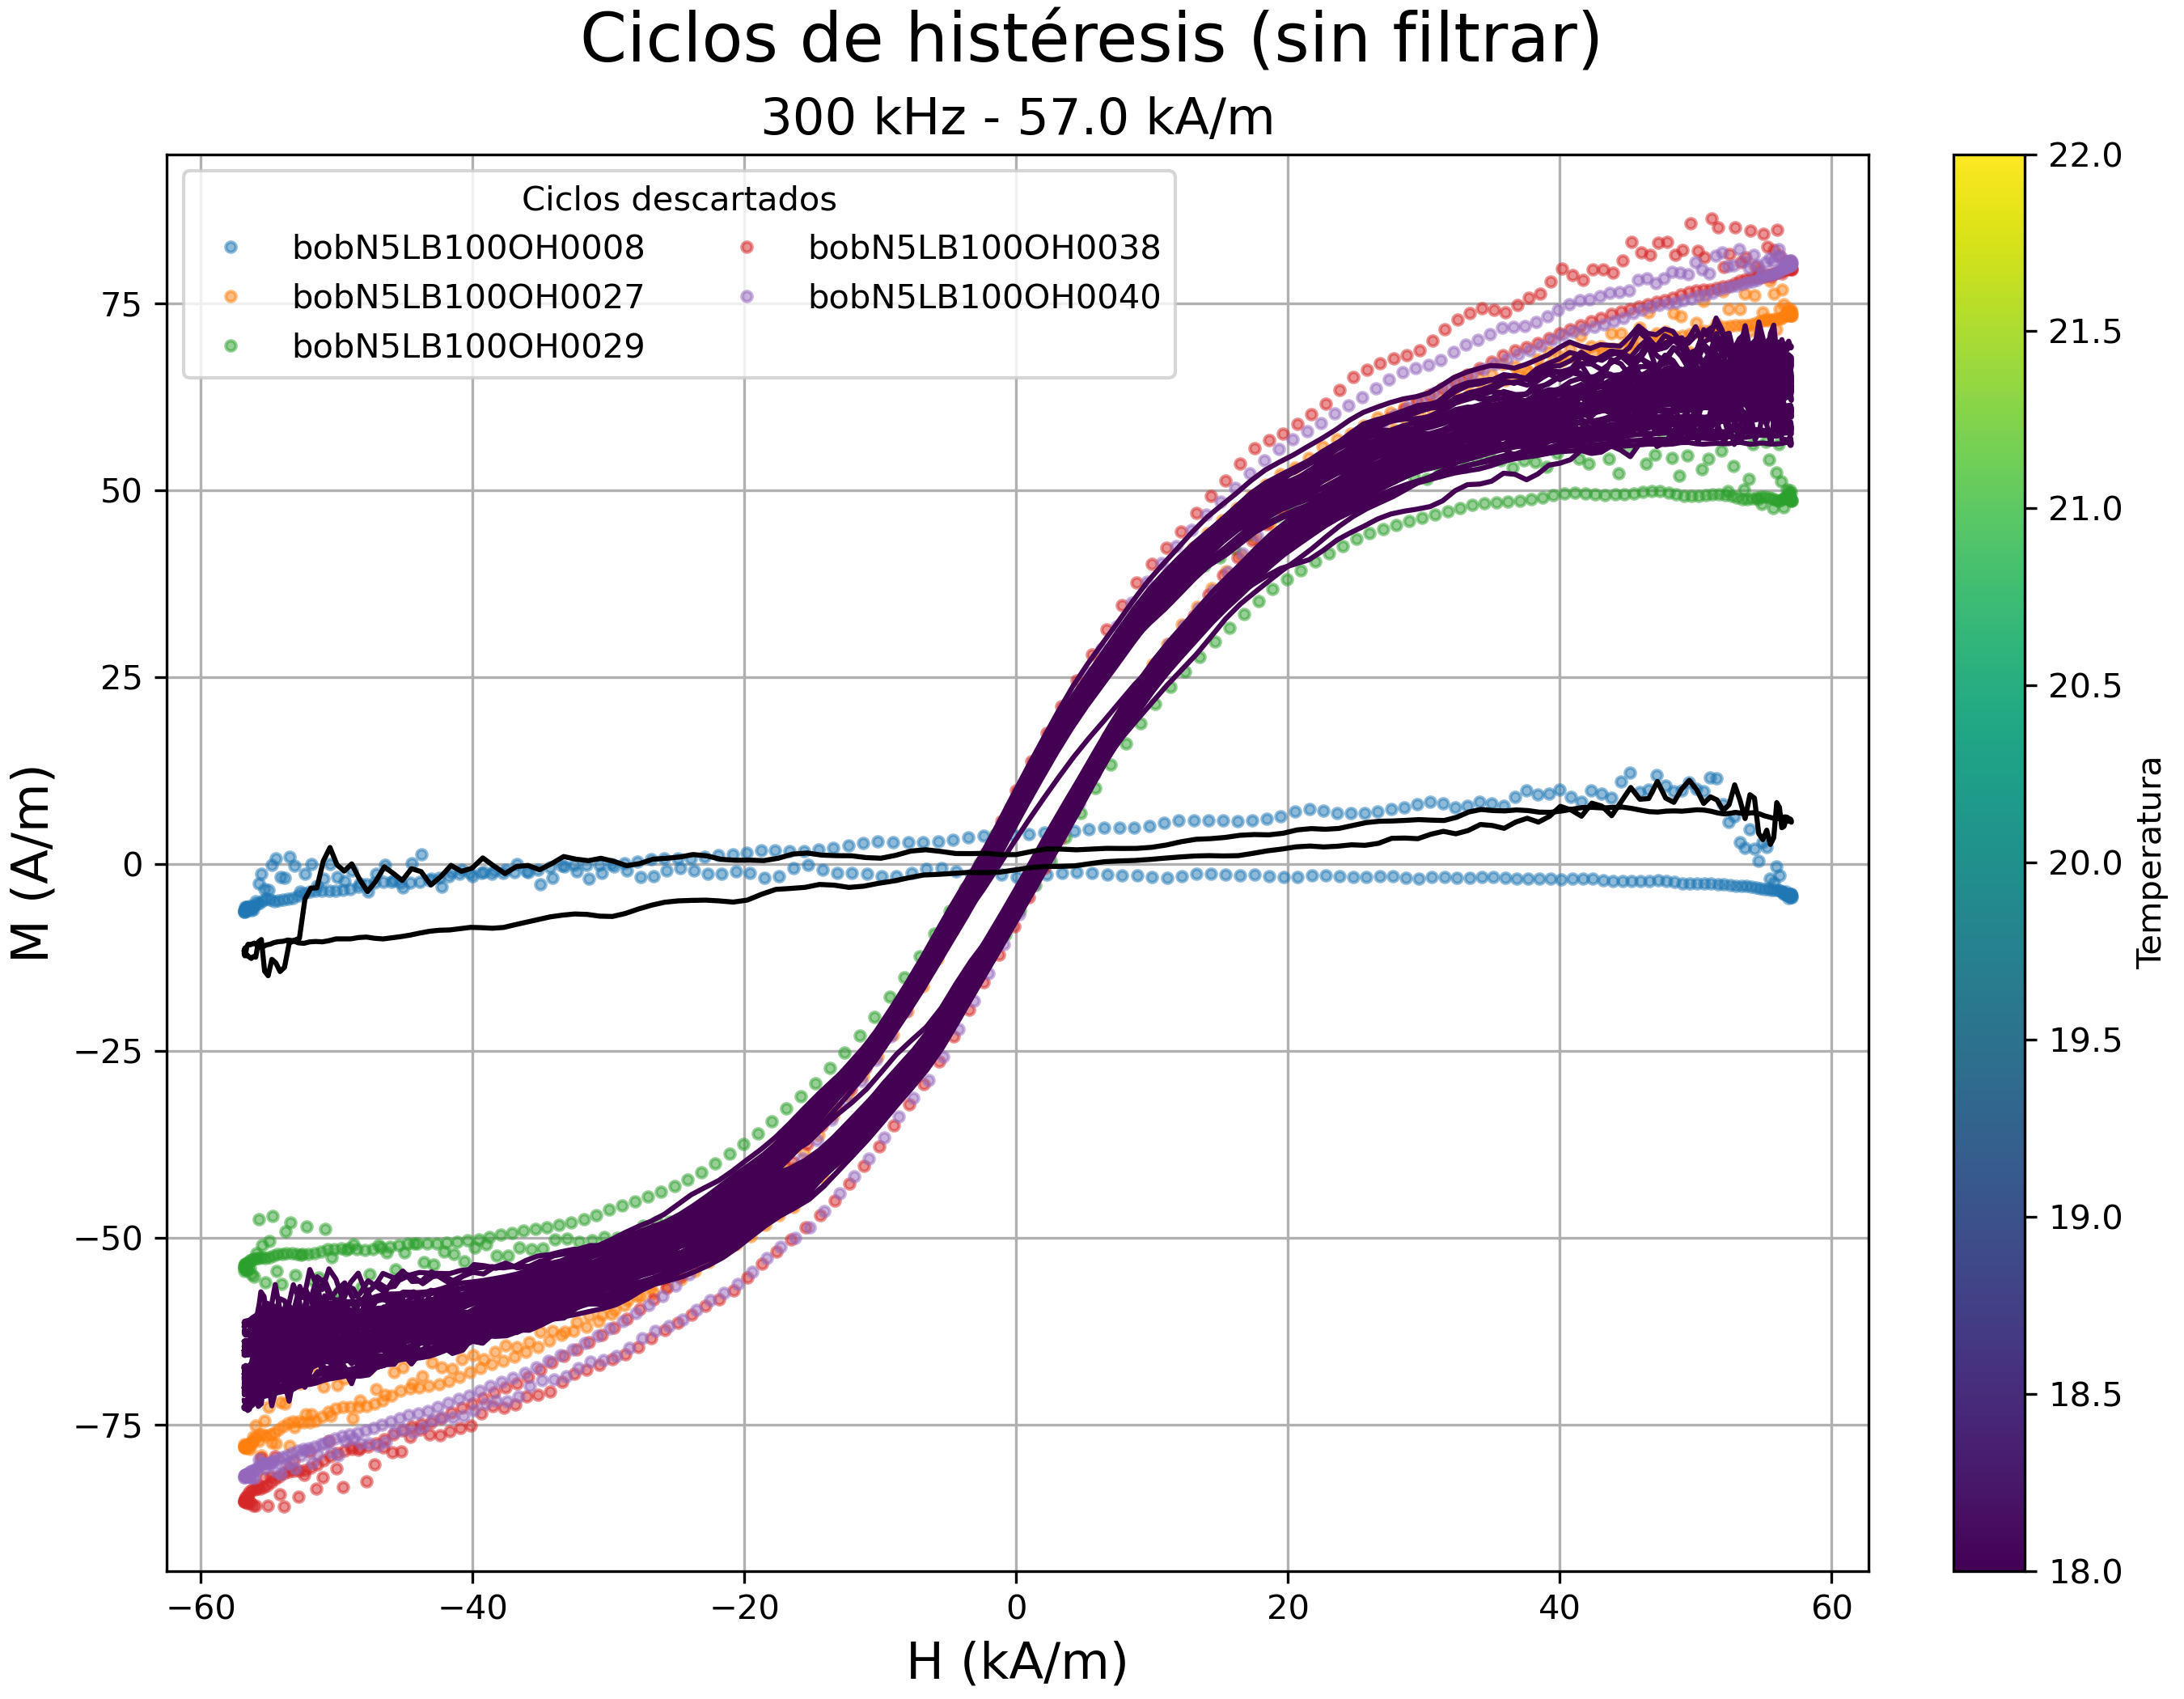 Ciclos de histéresis (sin filtrar)
300 kHz - 57.0 kA/m
Ciclos descartados
bobN5LB100OH0008
bobN5LB100OH0027
bobN5LB100OH0029
bobN5LB100OH0038
bobN5LB100OH0040
M (A/m)
75
50
25
0
−25
−50
−75
−60
−40
−20
0
20
40
60
H (kA/m)
22.0
21.5
21.0
20.5
20.0
19.5
19.0
18.5
18.0
Temperatura